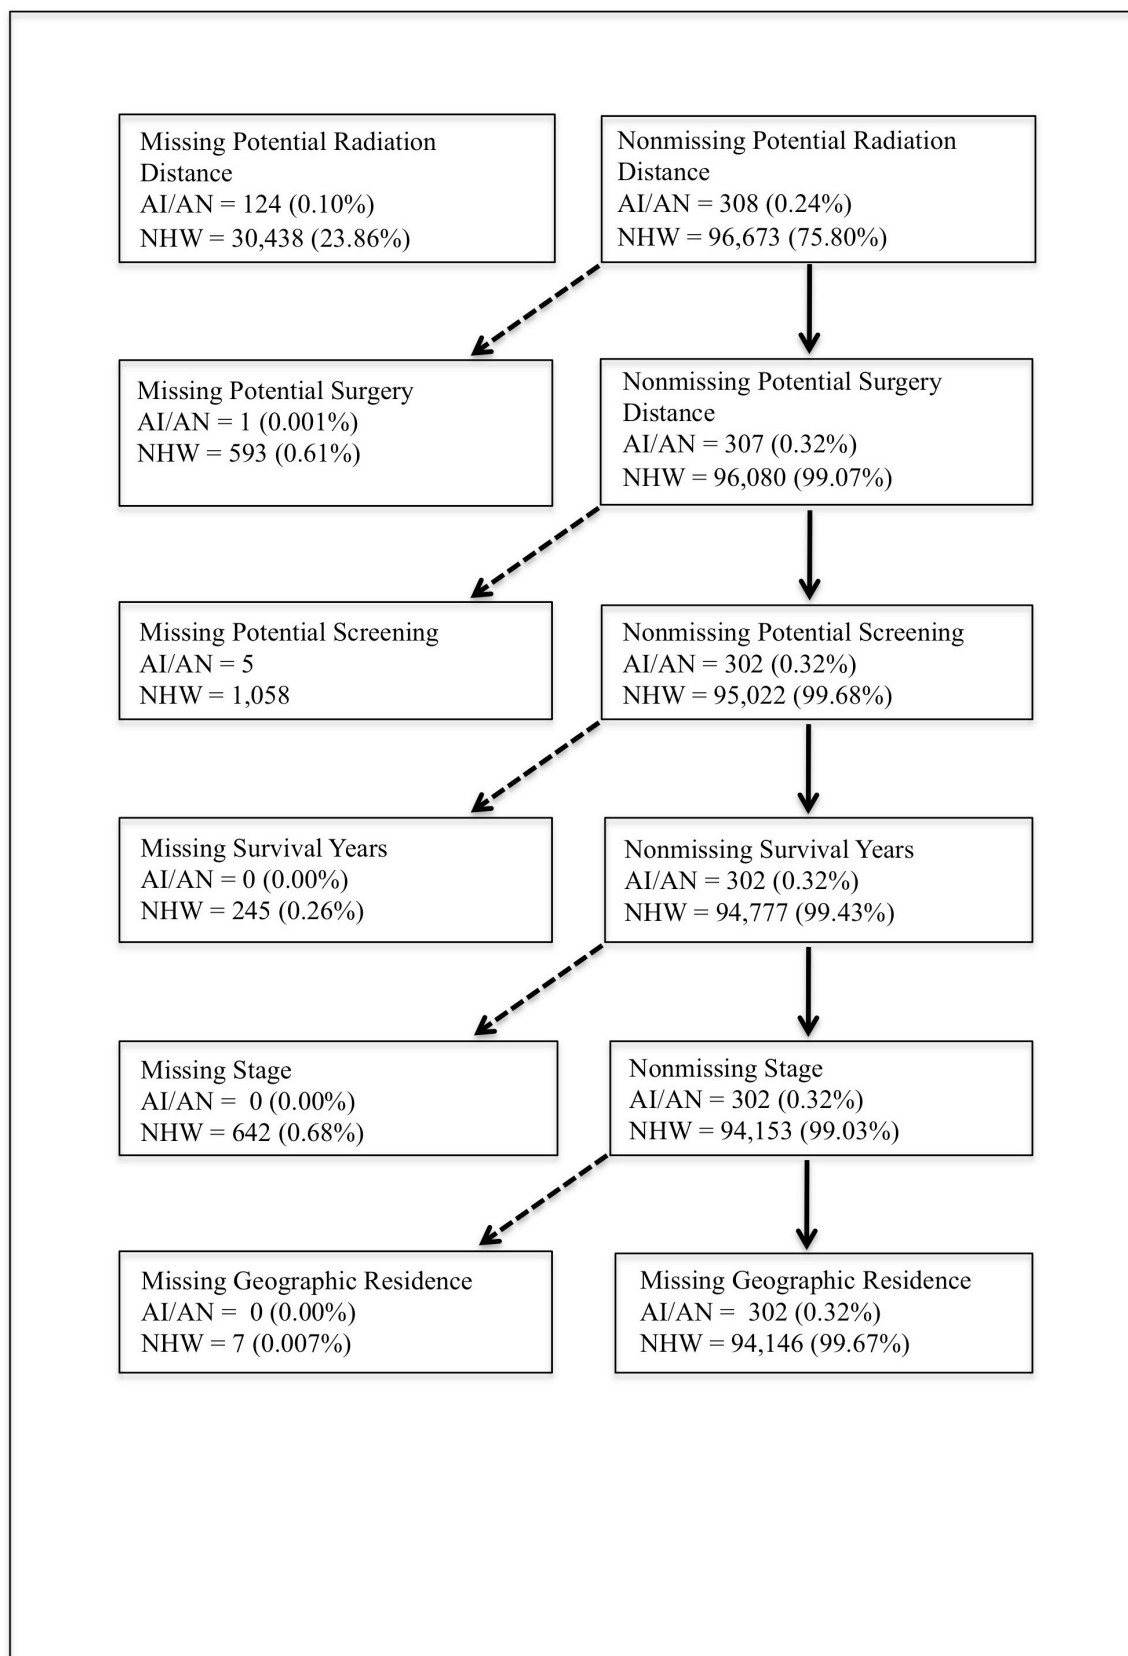 Missing Potential Radiation
Distance
AI/AN = 124 (0.10%)
NHW = 30,438 (23.86%)
Nonmissing Potential Radiation
Distance
AI/AN = 308 (0.24%)
NHW = 96,673 (75.80%)
Missing Potential Surgery
AI/AN = 1 (0.001%)
NHW = 593 (0.61%)
Nonmissing Potential Surgery
Distance
AI/AN = 307 (0.32%)
NHW = 96,080 (99.07%)
Missing Potential Screening
AI/AN = 5
NHW = 1,058
Nonmissing Potential Screening
AI/AN = 302 (0.32%)
NHW = 95,022 (99.68%)
Missing Survival Years
AI/AN = 0 (0.00%)
NHW = 245 (0.26%)
Nonmissing Survival Years
AI/AN = 302 (0.32%)
NHW = 94,777 (99.43%)
Missing Stage
AI/AN =  0 (0.00%)
NHW = 642 (0.68%)
Nonmissing Stage
AI/AN = 302 (0.32%)
NHW = 94,153 (99.03%)
Missing Geographic Residence
AI/AN =  0 (0.00%)
NHW = 7 (0.007%)
Missing Geographic Residence
AI/AN =  302 (0.32%)
NHW = 94,146 (99.67%)